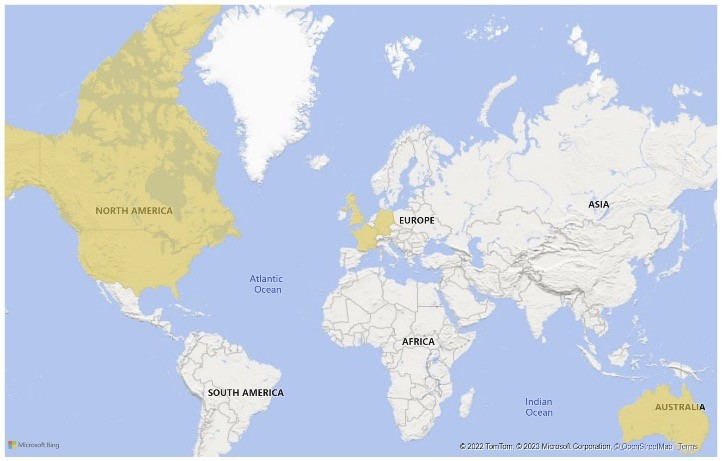 NORTH AMERICA
EUROPE
ASIA
Atlantic
Ocean
AFRICA
SOUTH AMERICA
Indian
Ocean
AUSTRALIA
Microsoft Bing
© 2022 TomTom, © 2023 Microsoft Corporation, © OpenStreetMap Terms